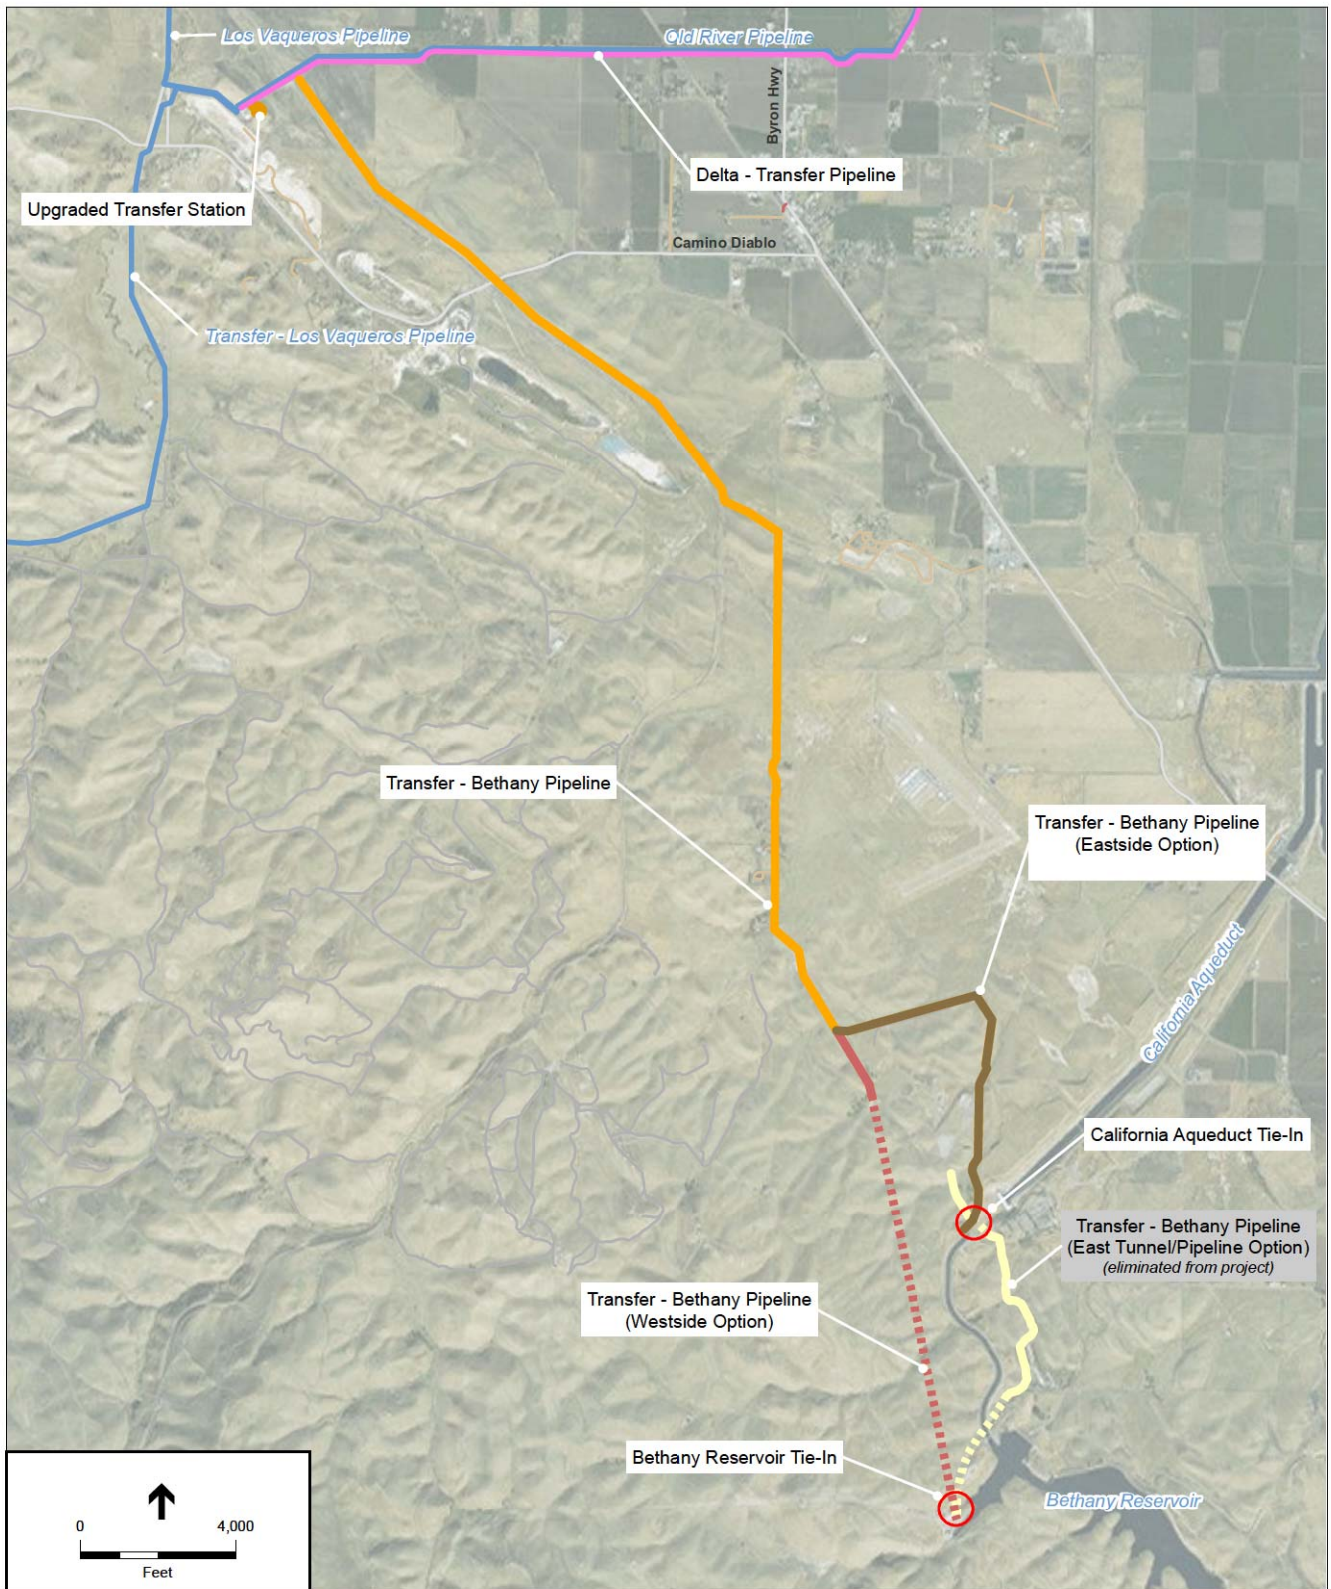 Los Vaqueros Pipeline
Old River Pipeline
Byron Hwy
Delta - Transfer Pipeline
Upgraded Transfer Station
Camino Diablo
Transfer - Los Vaqueros Pipeline
Transfer - Bethany Pipeline
Transfer - Bethany Pipeline
(Eastside Option)
California Aqueduct
California Aqueduct Tie-In
Transfer - Bethany Pipeline
(East Tunnel/Pipeline Option)
(eliminated from project)
Transfer - Bethany Pipeline
(Westside Option)
Bethany Reservoir Tie-In
Bethany Reservoir
0 4,000
Feet